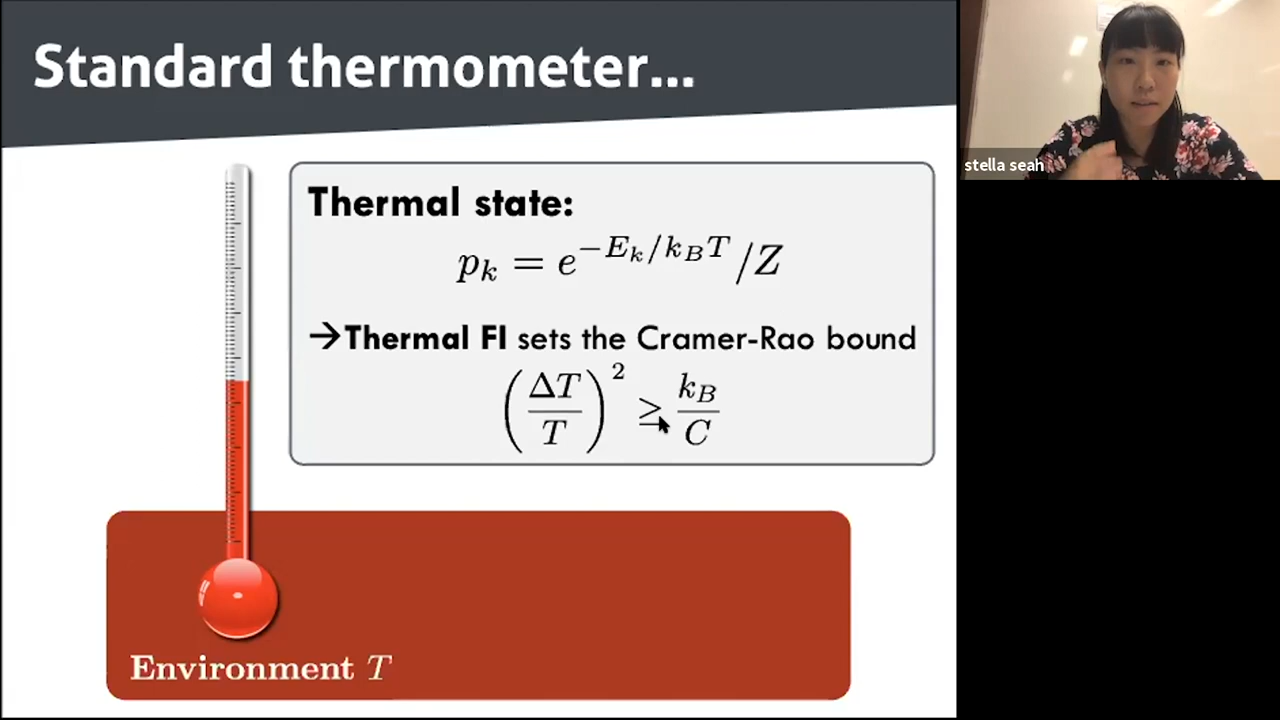 Standard thermometer...
stella seah
Thermal state:
p_k = e^{-E_k/k_B T}/Z
→Thermal FI sets the Cramer-Rao bound
(ΔT/T)^2 ≥ k_B/C
Environment T